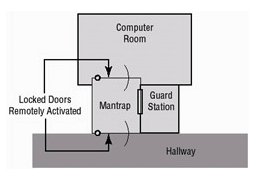 Computer
Room
Locked Doors
Remotely Activated
Mantrap
Guard
Station
Hallway